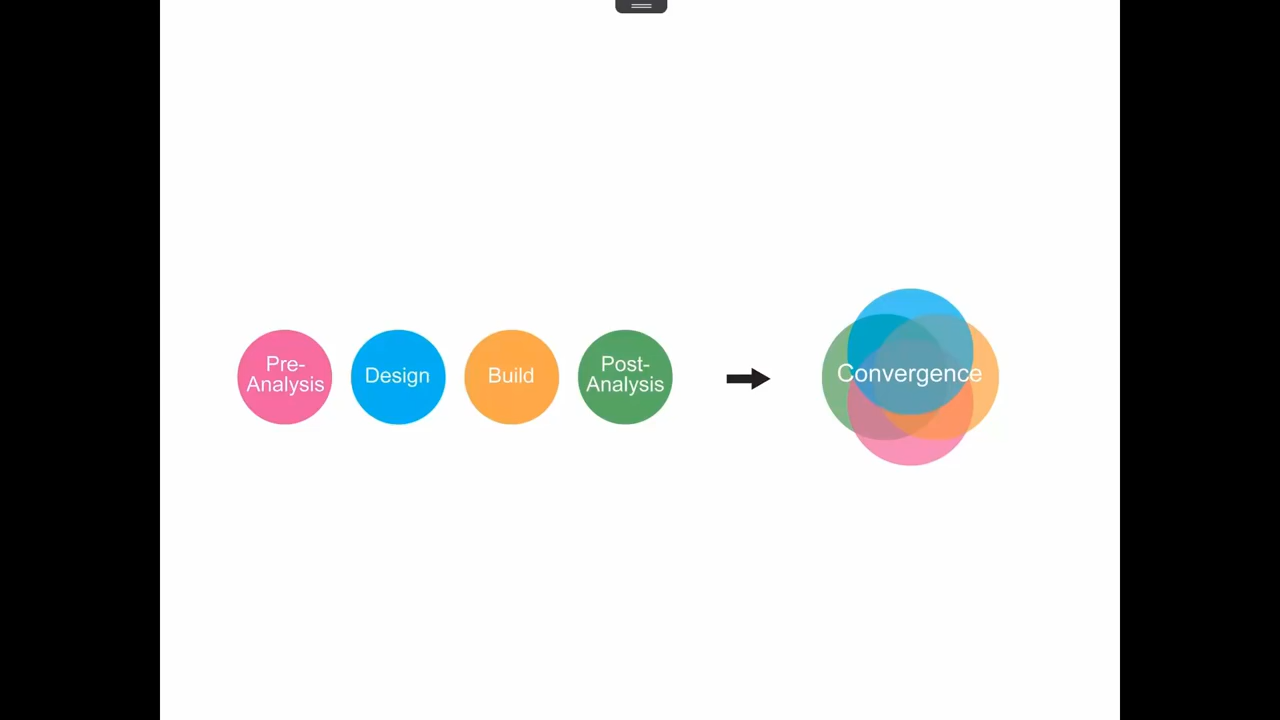 Pre-
Analysis
Design
Build
Post-
Analysis
Convergence